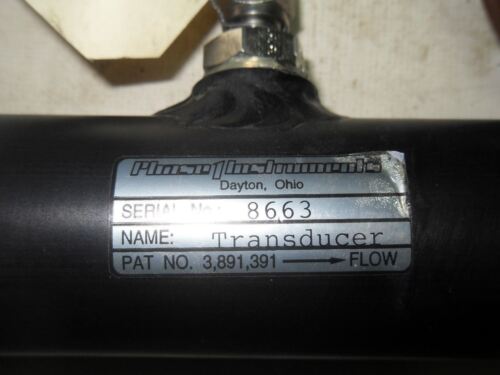 Phase 1 Instruments
Dayton, Ohio
SERIAL No.: 8663
NAME: Transducer
PAT NO. 3,891,391 → FLOW